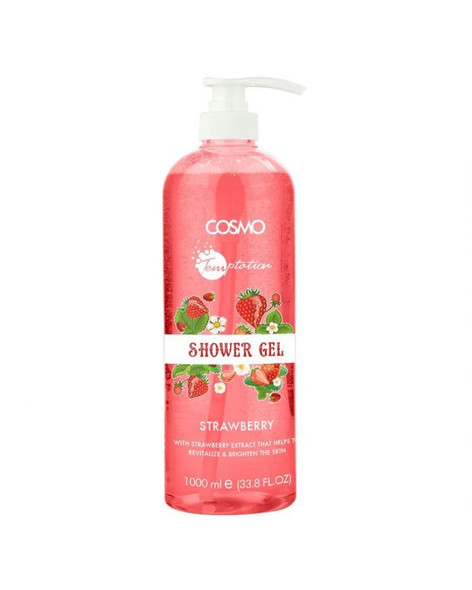 COSMO
Temptation
SHOWER GEL
STRAWBERRY
WITH STRAWBERRY EXTRACT THAT HELPS T
REVITALIZE & BRIGHTEN THE SKIN
1000 ml e (33.8 FL.OZ)